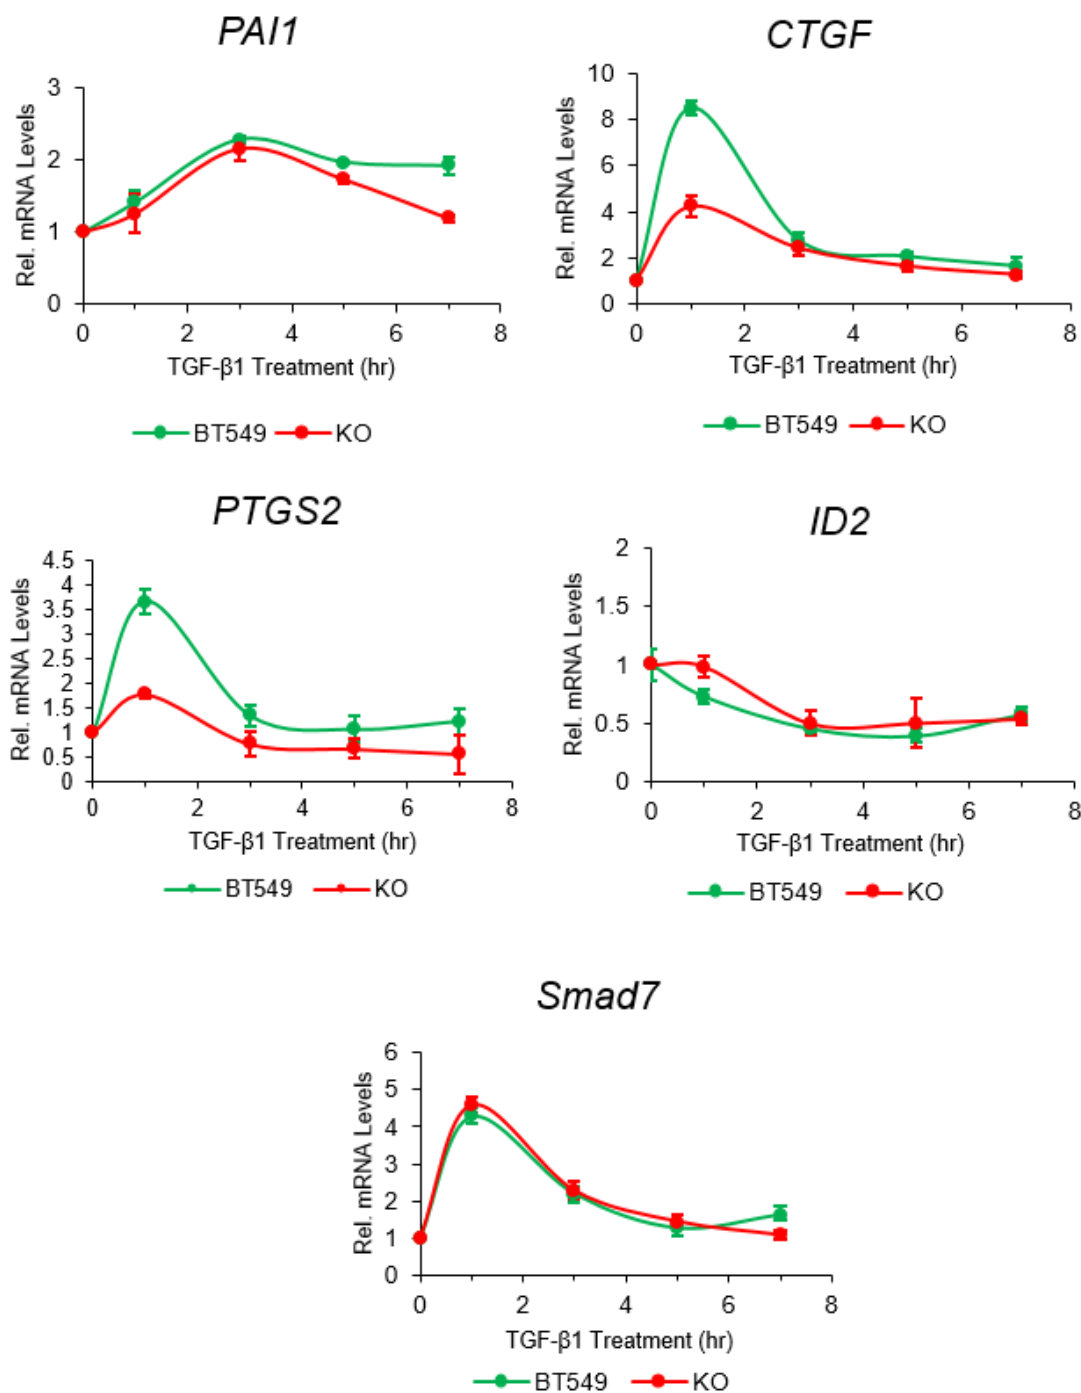 PAI1
Rel. mRNA Levels
3
2
1
0
0 2 4 6 8
TGF-β1 Treatment (hr)
BT549 KO
CTGF
Rel. mRNA Levels
10
8
6
4
2
0
0 2 4 6 8
TGF-β1 Treatment (hr)
BT549 KO
PTGS2
Rel. mRNA Levels
4.5
4
3.5
3
2.5
2
1.5
1
0.5
0
0 2 4 6 8
TGF-β1 Treatment (hr)
BT549 KO
ID2
Rel. mRNA Levels
2
1.5
1
0.5
0
0 2 4 6 8
TGF-β1 Treatment (hr)
BT549 KO
Smad7
Rel. mRNA Levels
6
5
4
3
2
1
0
0 2 4 6 8
TGF-β1 Treatment (hr)
BT549 KO